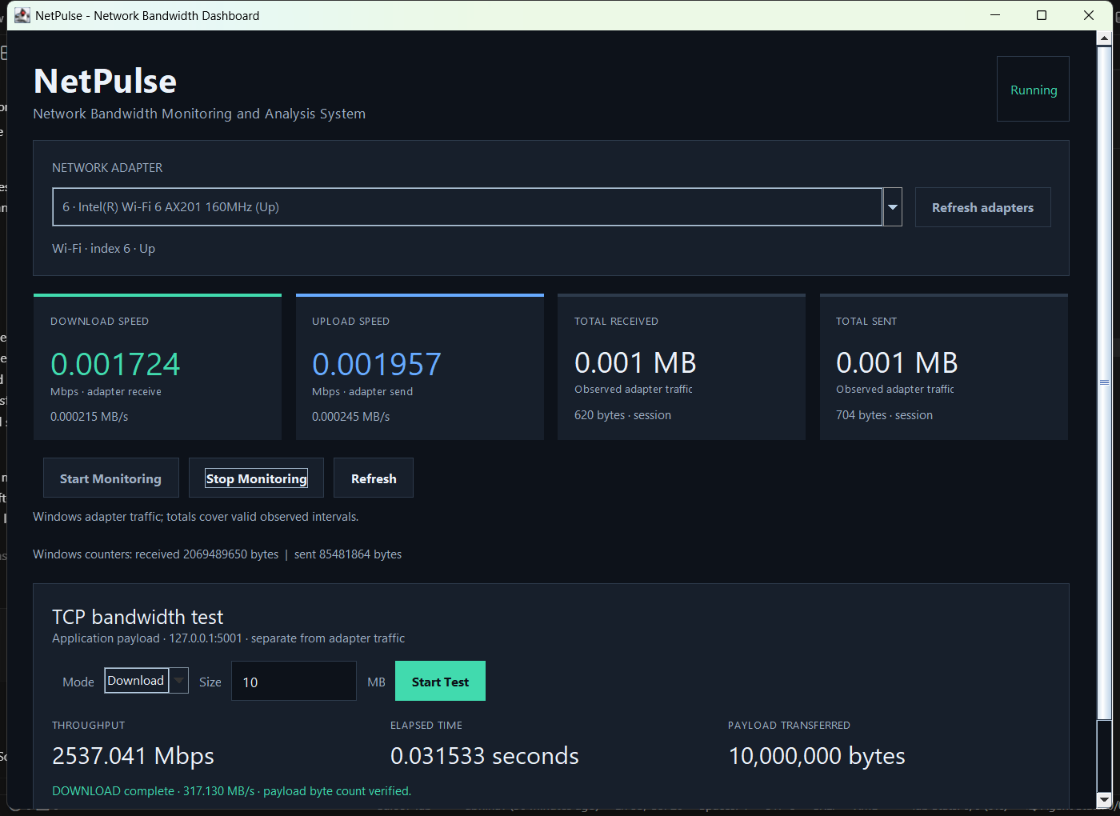 NetPulse - Network Bandwidth Dashboard
NetPulse
Network Bandwidth Monitoring and Analysis System
Running
NETWORK ADAPTER
6 · Intel(R) Wi-Fi 6 AX201 160MHz (Up)
Refresh adapters
Wi-Fi · index 6 · Up
DOWNLOAD SPEED
0.001724
Mbps · adapter receive
0.000215 MB/s
UPLOAD SPEED
0.001957
Mbps · adapter send
0.000245 MB/s
TOTAL RECEIVED
0.001 MB
Observed adapter traffic
620 bytes · session
TOTAL SENT
0.001 MB
Observed adapter traffic
704 bytes · session
Start Monitoring
Stop Monitoring
Refresh
Windows adapter traffic; totals cover valid observed intervals.
Windows counters: received 2069489650 bytes | sent 85481864 bytes
TCP bandwidth test
Application payload · 127.0.0.1:5001 · separate from adapter traffic
Mode Download Size 10 MB Start Test
THROUGHPUT
2537.041 Mbps
ELAPSED TIME
0.031533 seconds
PAYLOAD TRANSFERRED
10,000,000 bytes
DOWNLOAD complete · 317.130 MB/s · payload byte count verified.